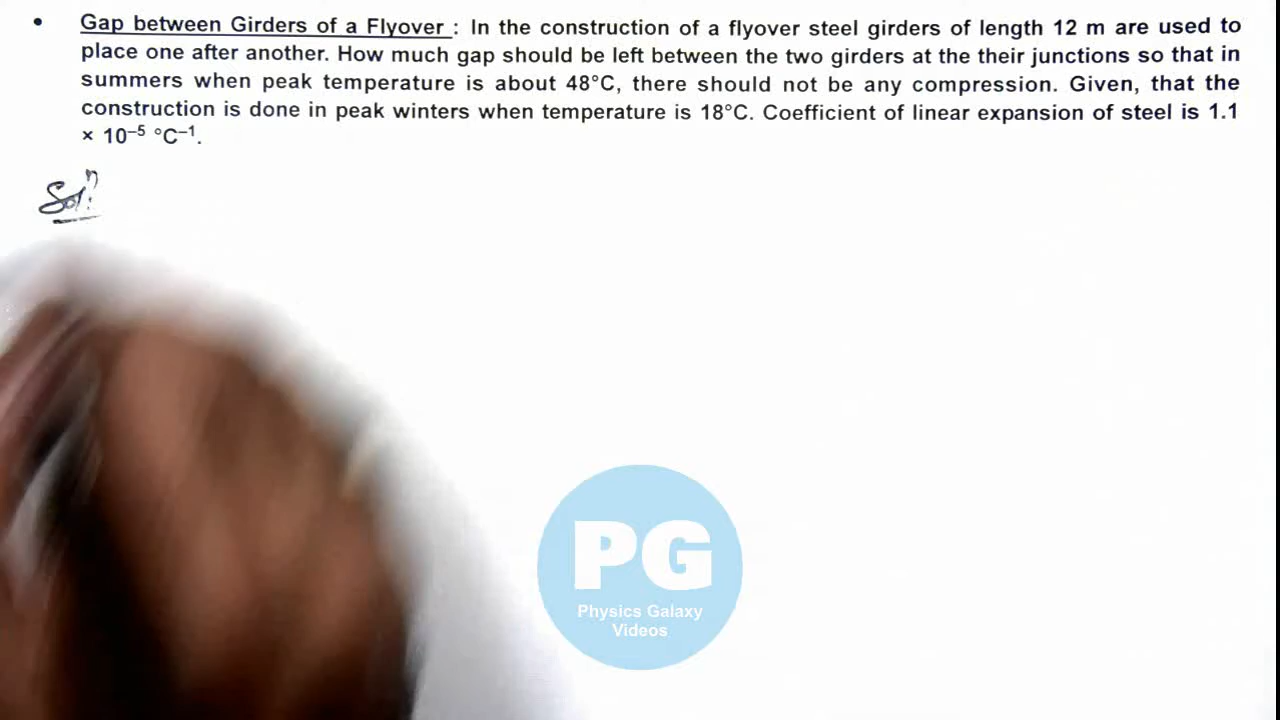 • Gap between Girders of a Flyover : In the construction of a flyover steel girders of length 12 m are used to
place one after another. How much gap should be left between the two girders at the their junctions so that in
summers when peak temperature is about 48°C, there should not be any compression. Given, that the
construction is done in peak winters when temperature is 18°C. Coefficient of linear expansion of steel is 1.1
× 10⁻⁵ °C⁻¹.
Solⁿ:
PG
Physics Galaxy
Videos